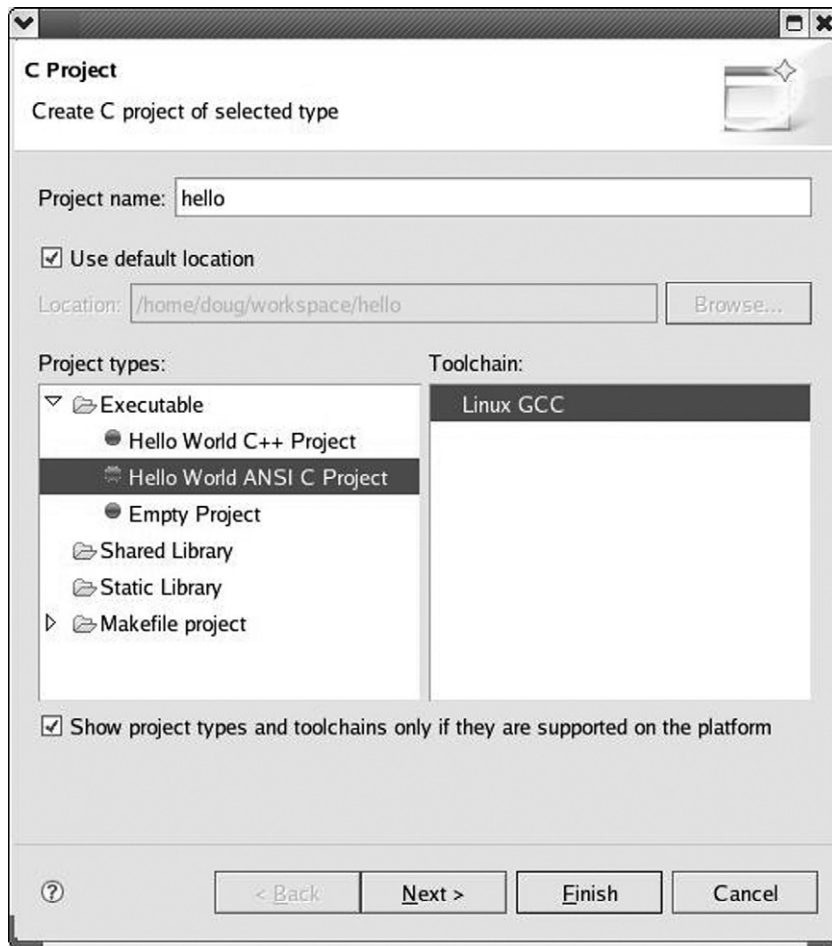 C Project
Create C project of selected type
Project name: hello
Use default location
Location: /home/doug/workspace/hello Browse...
Project types: Toolchain:
Executable Linux GCC
Hello World C++ Project
Hello World ANSI C Project
Empty Project
Shared Library
Static Library
Makefile project
Show project types and toolchains only if they are supported on the platform
? < Back Next > Finish Cancel